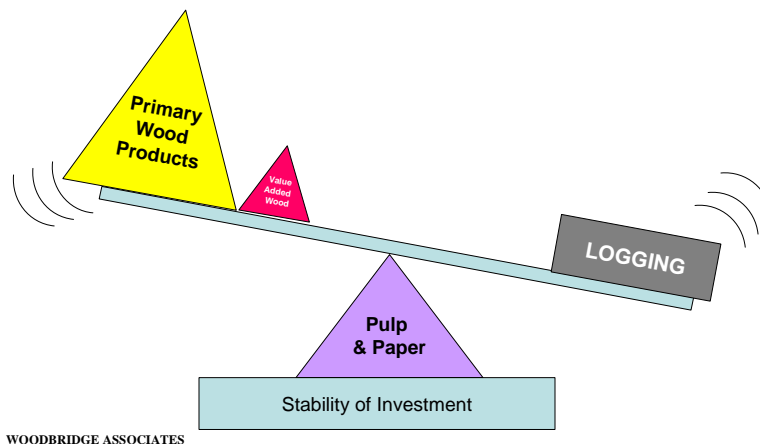 Primary
Wood
Products
Value
Added
Wood
LOGGING
Pulp
& Paper
Stability of Investment
WOODBRIDGE ASSOCIATES